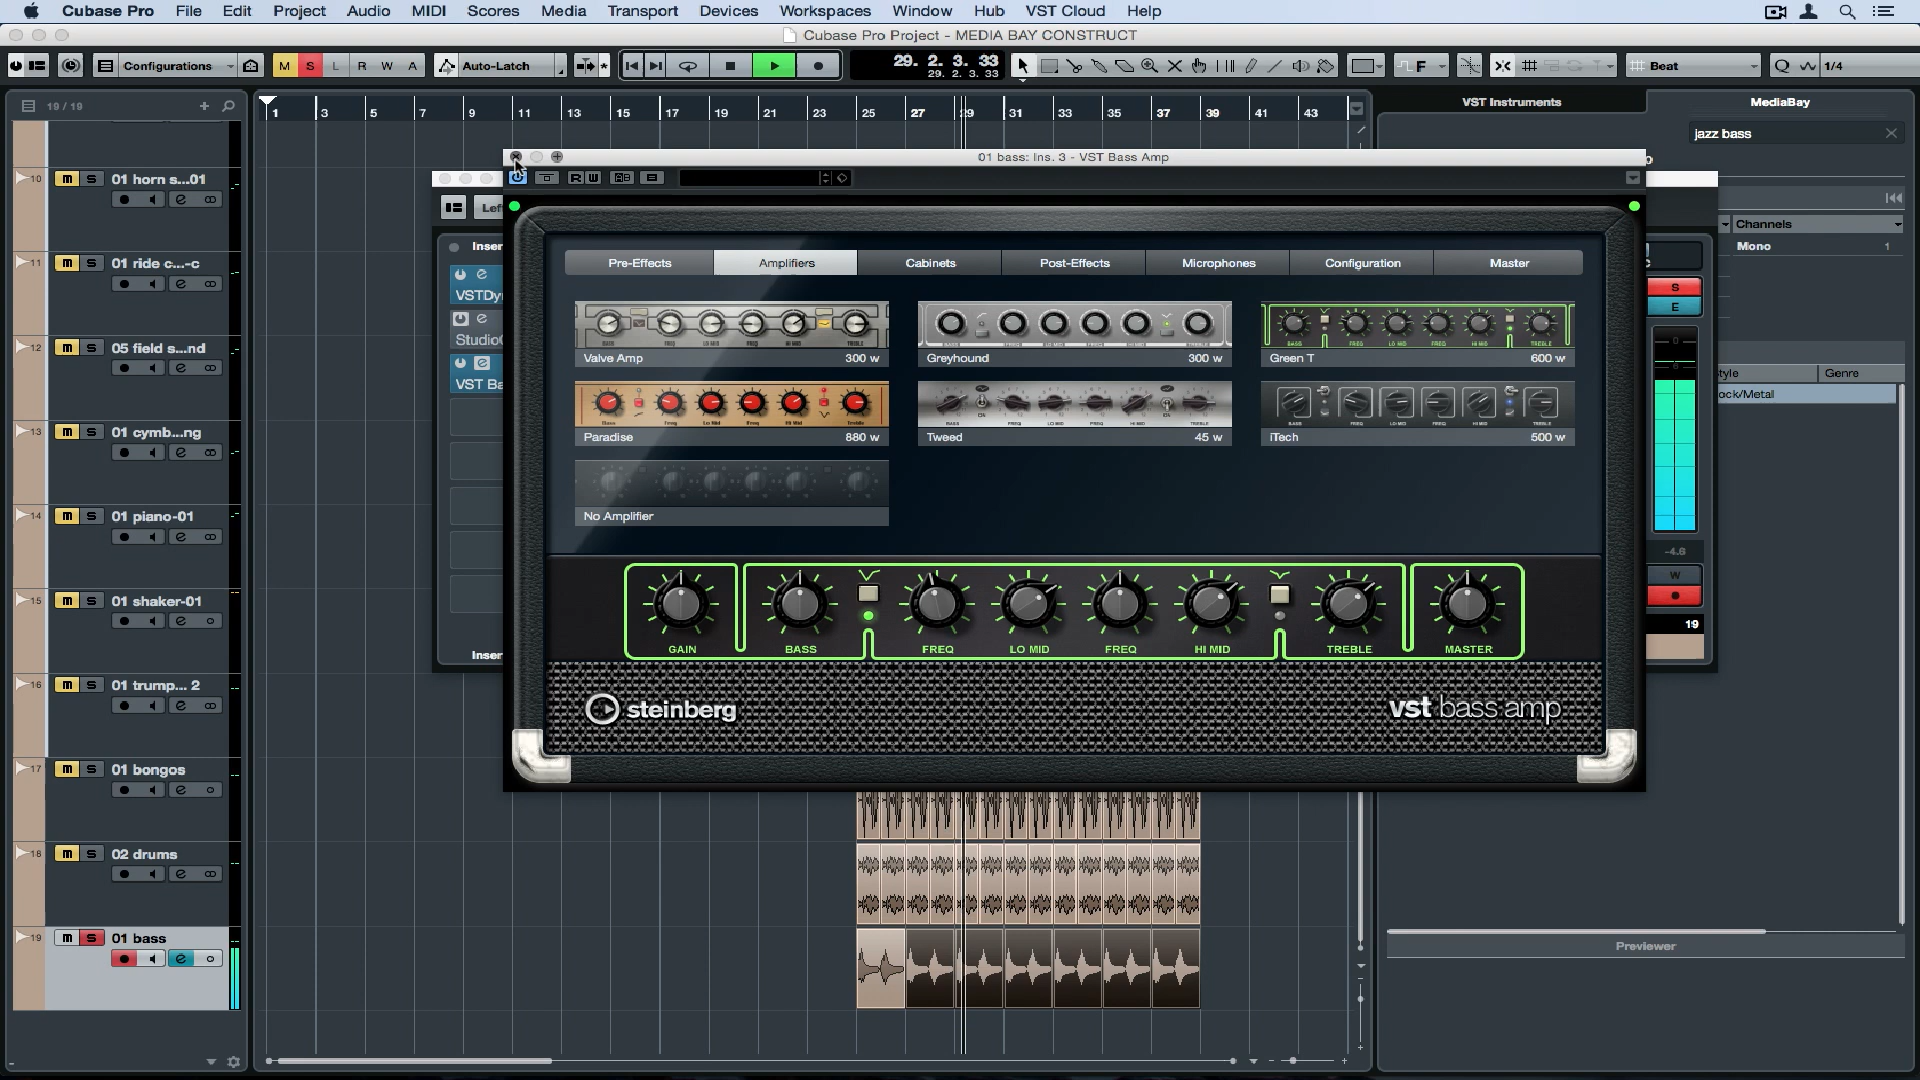 Cubase Pro File Edit Project Audio MIDI Scores Media Transport Devices Workspaces Window Hub VST Cloud Help
Cubase Pro Project - MEDIA BAY CONSTRUCT
Configurations M S L R W A Auto-Latch 29. 2. 3. 33 F Beat Q 1/4
29. 2. 3. 33
19 / 19
1 3 5 7 9 11 13 15 17 19 21 23 25 27 29 31 33 35 37 39 41 43
VST Instruments MediaBay
jazz bass
01 bass: Ins. 3 - VST Bass Amp
R W
10 m S 01 horn s...01
11 m S 01 ride c...-c
12 m S 05 field s...nd
13 m S 01 cymb...ng
14 m S 01 piano-01
15 m S 01 shaker-01
16 m S 01 trump... 2
17 m S 01 bongos
18 m S 02 drums
19 m S 01 bass
Lef
Inser
VSTDy
Studio
VST Ba
Inser
Pre-Effects Amplifiers Cabinets Post-Effects Microphones Configuration Master
Valve Amp 300 w Greyhound 300 w Green T 600 w
Paradise 880 w Tweed 45 w iTech 500 w
No Amplifier
GAIN BASS FREQ LO MID FREQ HI MID TREBLE MASTER
steinberg vst bass amp
Channels
Mono 1
S
E
-4.6
W
19
tyle Genre
ock/Metal
Previewer